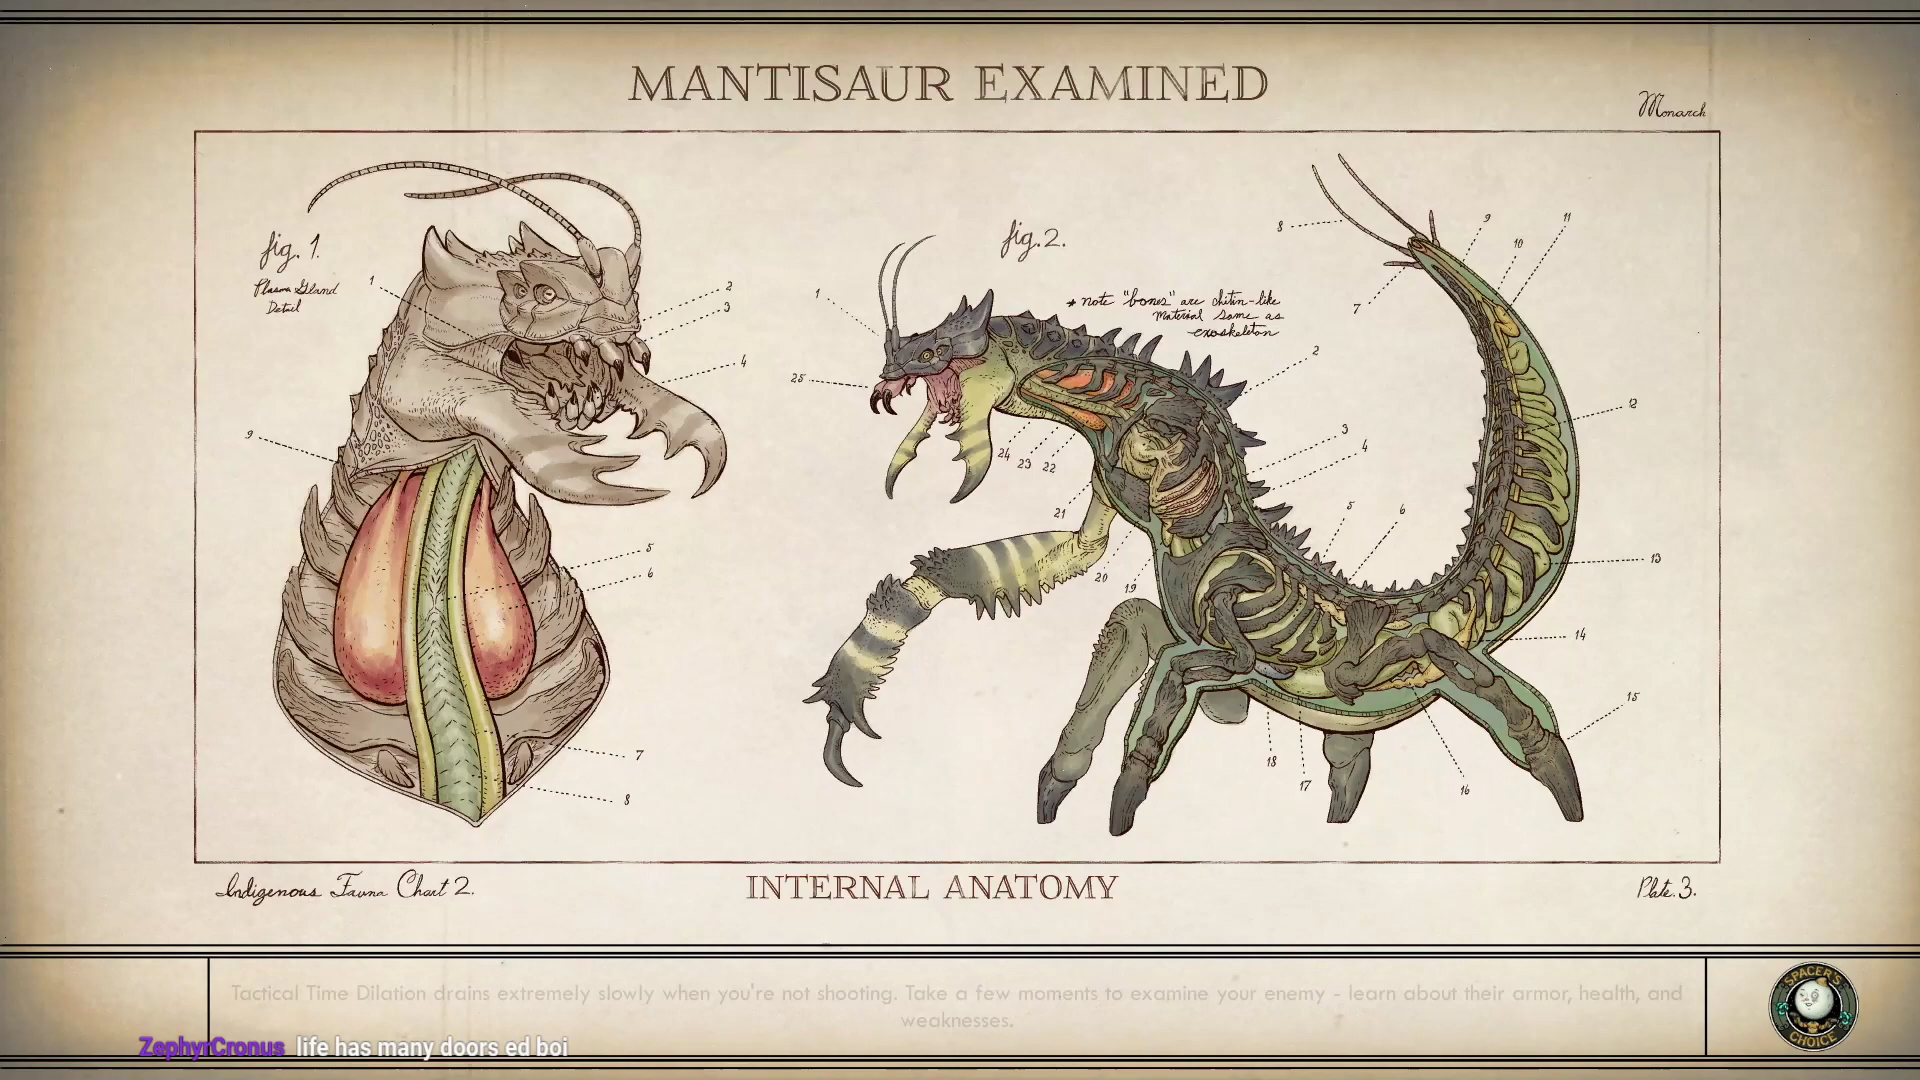 MANTISAUR EXAMINED
Monarch
fig. 1.
Plasma Gland
Detail
1
2
3
4
9
5
6
7
8
fig. 2.
* note "bones" are chitin-like
material same as
exoskeleton
1
25
24
23
22
21
20
19
2
3
4
5
6
8
7
9
10
11
12
13
14
15
16
17
18
Indigenous Fauna Chart 2.
INTERNAL ANATOMY
Plate. 3.
Tactical Time Dilation drains extremely slowly when you're not shooting. Take a few moments to examine your enemy - learn about their armor, health, and
weaknesses.
SPACER'S
CHOICE
ZephyrCronus life has many doors ed boi